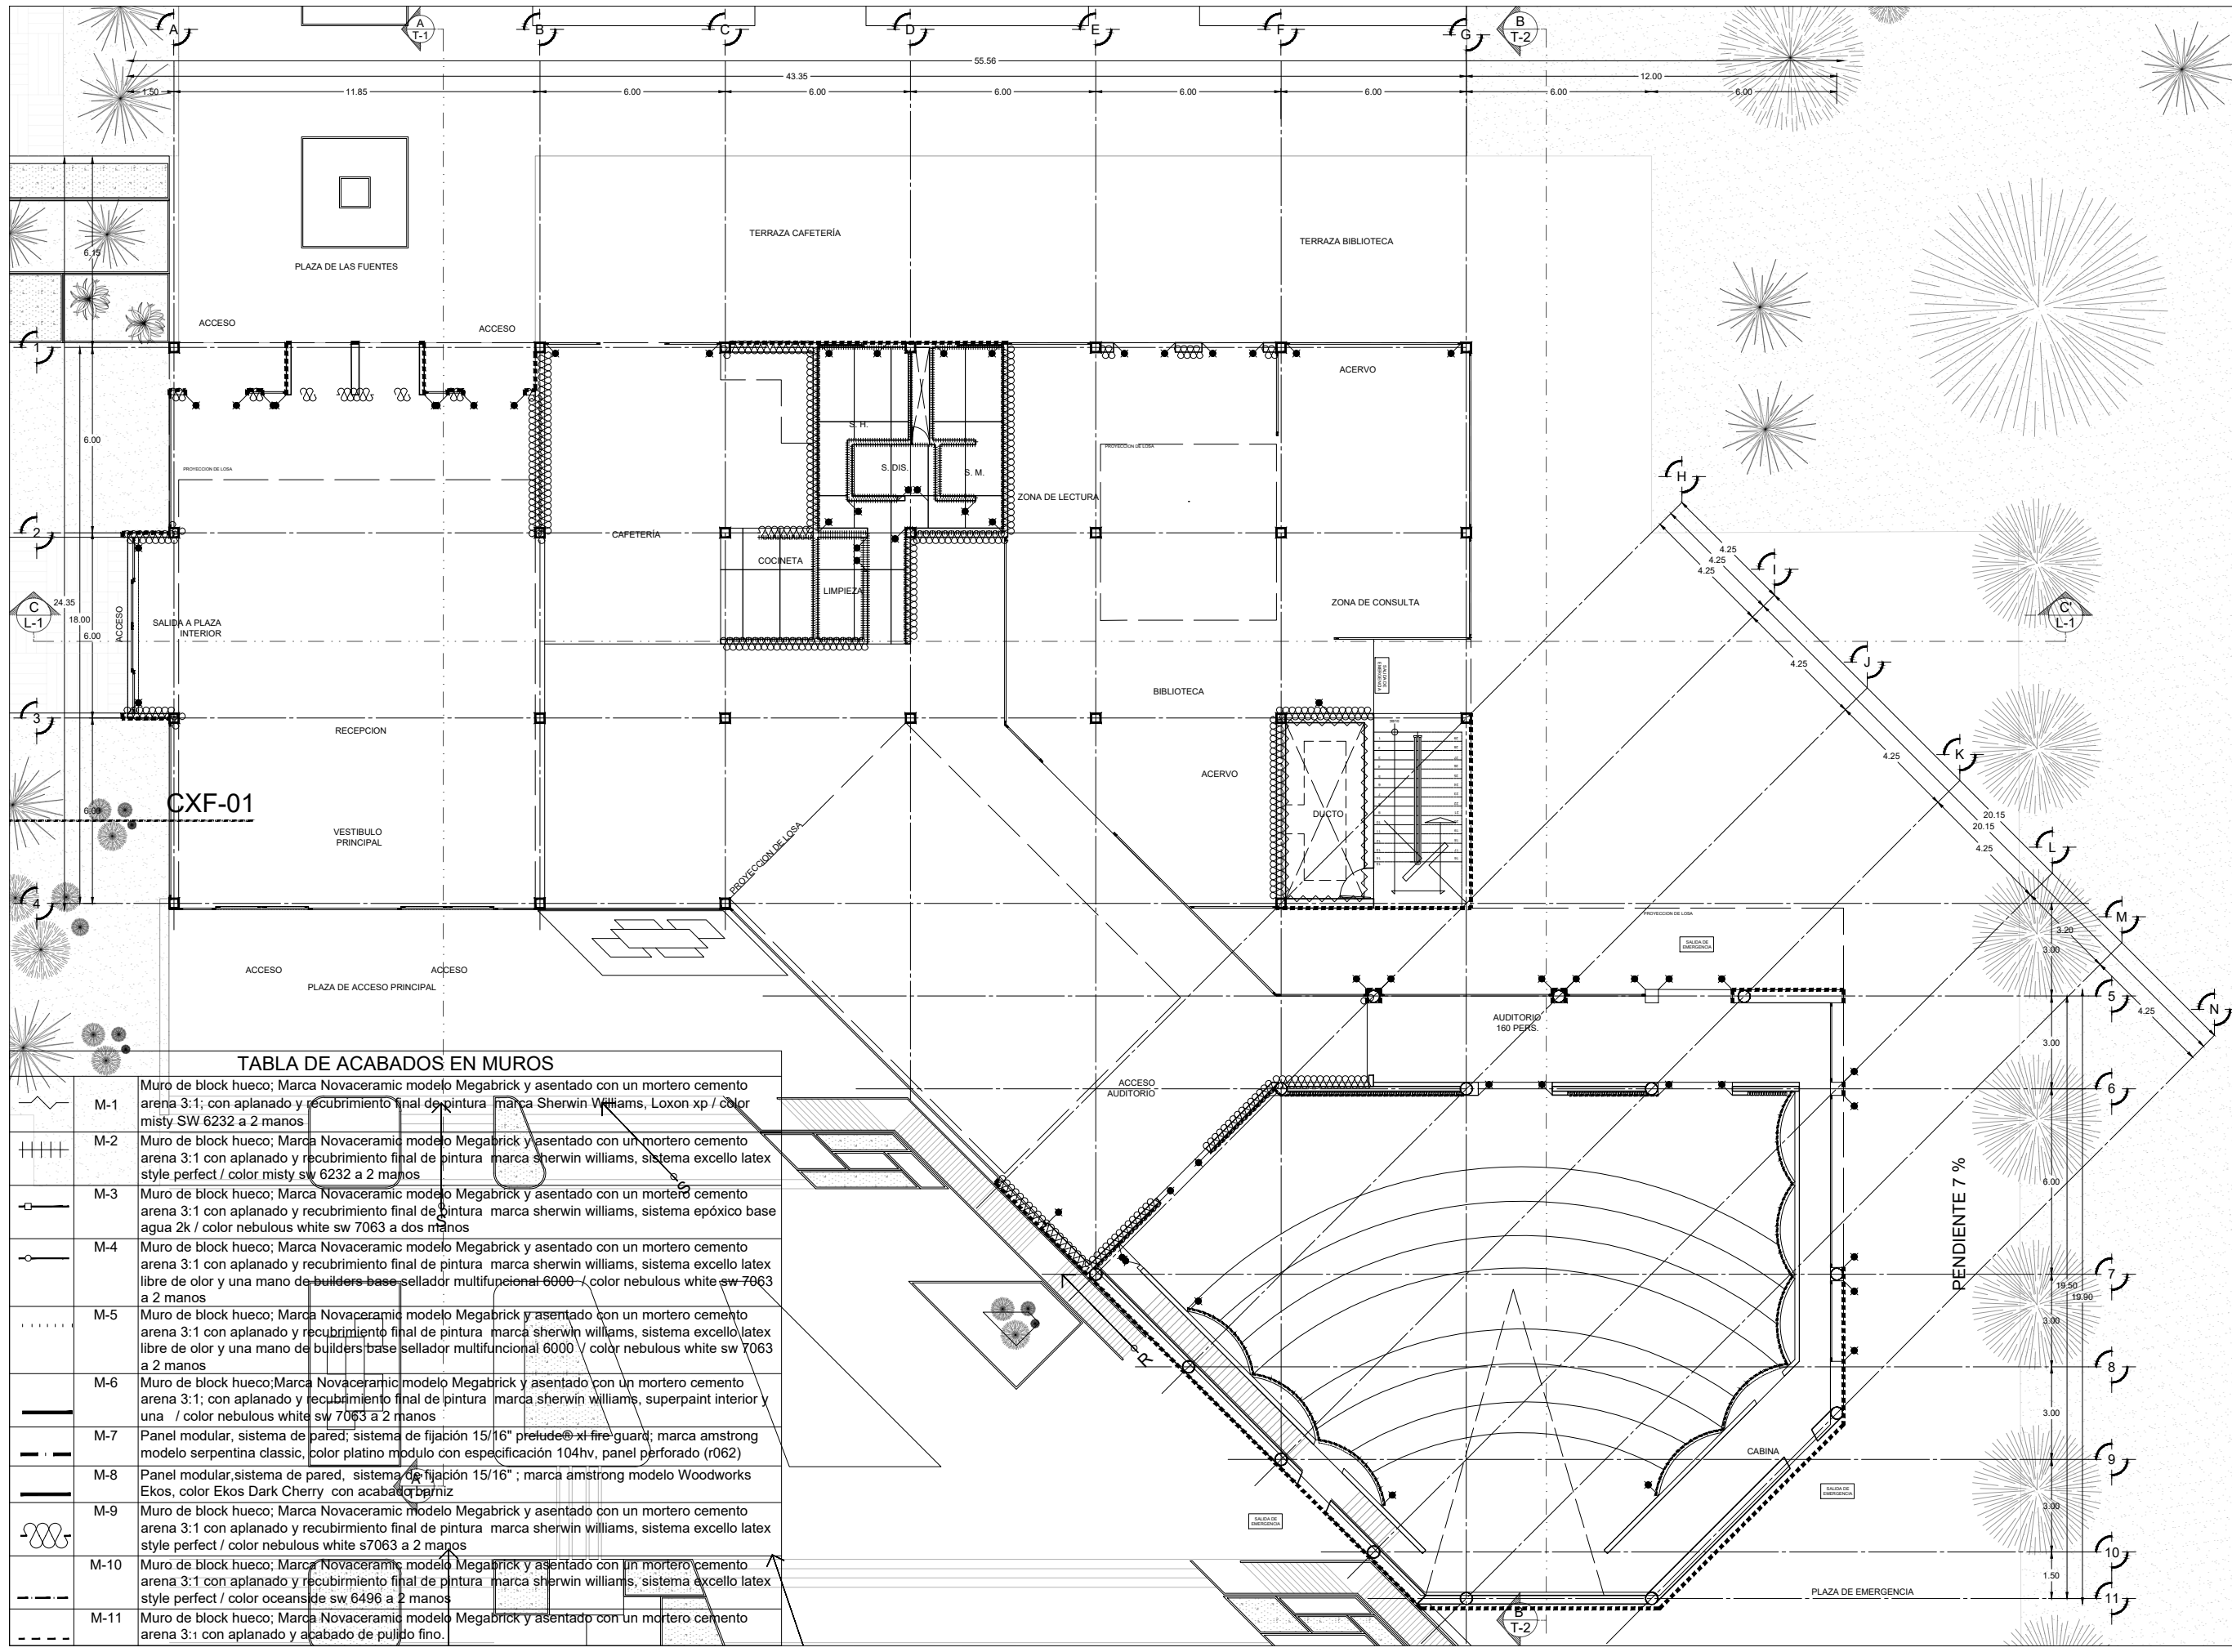 A
A
T-1
B
C
D
E
F
G
B
T-2
55.56
43.35
12.00
1.50
11.85
6.00
6.00
6.00
6.00
6.00
6.00
6.00
TERRAZA CAFETERÍA
TERRAZA BIBLIOTECA
6.15
PLAZA DE LAS FUENTES
ACCESO
ACCESO
1
ACERVO
S. H.
6.00
PROYECCION DE LOSA
PROYECCION DE LOSA
S. DIS.
S. M.
H
ZONA DE LECTURA
2
CAFETERÍA
4.25
4.25
4.25
I
COCINETA
LIMPIEZA
C
L-1
24.35
18.00
6.00
ACCESO
SALIDA A PLAZA
INTERIOR
ZONA DE CONSULTA
C'
L-1
J
4.25
SALIDA DE
EMERGENCIA
BIBLIOTECA
3
RECEPCION
K
4.25
ACERVO
CXF-01
6.00
DUCTO
VESTIBULO
PRINCIPAL
20.15
20.15
4.25
L
PROYECCION DE LOSA
4
PROYECCION DE LOSA
M
3.20
3.00
SALIDA DE
EMERGENCIA
ACCESO
ACCESO
PLAZA DE ACCESO PRINCIPAL
5
4.25
N
AUDITORIO
160 PERS.
3.00
ACCESO
AUDITORIO
6
6.00
PENDIENTE 7 %
7
19.50
19.90
3.00
R
S
S
8
3.00
CABINA
9
SALIDA DE
EMERGENCIA
3.00
SALIDA DE
EMERGENCIA
10
1.50
PLAZA DE EMERGENCIA
11
B'
T-2
A'
T-1
TABLA DE ACABADOS EN MUROS
M-1
Muro de block hueco; Marca Novaceramic modelo Megabrick y asentado con un mortero cemento
arena 3:1; con aplanado y recubrimiento final de pintura marca Sherwin Williams, Loxon xp / color
misty SW 6232 a 2 manos
M-2
Muro de block hueco; Marca Novaceramic modelo Megabrick y asentado con un mortero cemento
arena 3:1 con aplanado y recubrimiento final de pintura marca sherwin williams, sistema excello latex
style perfect / color misty sw 6232 a 2 manos
M-3
Muro de block hueco; Marca Novaceramic modelo Megabrick y asentado con un mortero cemento
arena 3:1 con aplanado y recubrimiento final de pintura marca sherwin williams, sistema epóxico base
agua 2k / color nebulous white sw 7063 a dos manos
M-4
Muro de block hueco; Marca Novaceramic modelo Megabrick y asentado con un mortero cemento
arena 3:1 con aplanado y recubrimiento final de pintura marca sherwin williams, sistema excello latex
libre de olor y una mano de builders base sellador multifuncional 6000 / color nebulous white sw 7063
a 2 manos
M-5
Muro de block hueco; Marca Novaceramic modelo Megabrick y asentado con un mortero cemento
arena 3:1 con aplanado y recubrimiento final de pintura marca sherwin williams, sistema excello latex
libre de olor y una mano de builders base sellador multifuncional 6000 / color nebulous white sw 7063
a 2 manos
M-6
Muro de block hueco;Marca Novaceramic modelo Megabrick y asentado con un mortero cemento
arena 3:1; con aplanado y recubrimiento final de pintura marca sherwin williams, superpaint interior y
una / color nebulous white sw 7063 a 2 manos
M-7
Panel modular, sistema de pared; sistema de fijación 15/16" prelude® xl fire guard; marca amstrong
modelo serpentina classic, color platino modulo con especificación 104hv, panel perforado (r062)
M-8
Panel modular,sistema de pared, sistema de fijación 15/16" ; marca amstrong modelo Woodworks
Ekos, color Ekos Dark Cherry con acabado barniz
M-9
Muro de block hueco; Marca Novaceramic modelo Megabrick y asentado con un mortero cemento
arena 3:1 con aplanado y recubirmiento final de pintura marca sherwin williams, sistema excello latex
style perfect / color nebulous white s7063 a 2 manos
M-10
Muro de block hueco; Marca Novaceramic modelo Megabrick y asentado con un mortero cemento
arena 3:1 con aplanado y recubirmiento final de pintura marca sherwin williams, sistema excello latex
style perfect / color oceanside sw 6496 a 2 manos
M-11
Muro de block hueco; Marca Novaceramic modelo Megabrick y asentado con un mortero cemento
arena 3:1 con aplanado y acabado de pulido fino.